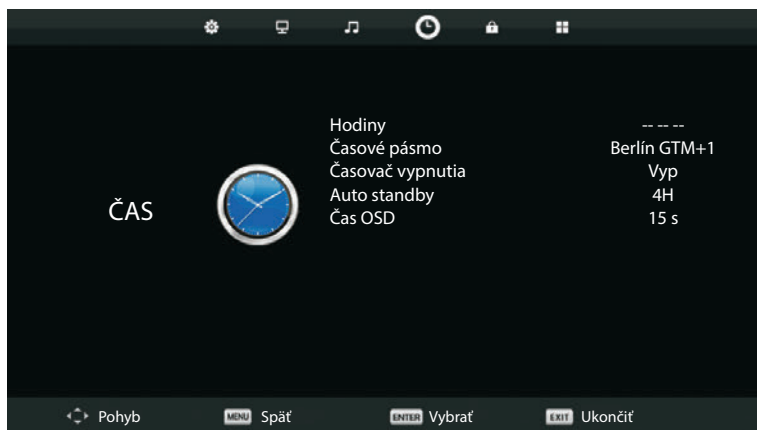 Hodiny -- -- --
Časové pásmo Berlín GTM+1
Časovač vypnutia Vyp
Auto standby 4H
ČAS
Čas OSD 15 s
Pohyb MENU Späť ENTER Vybrať EXIT Ukončiť